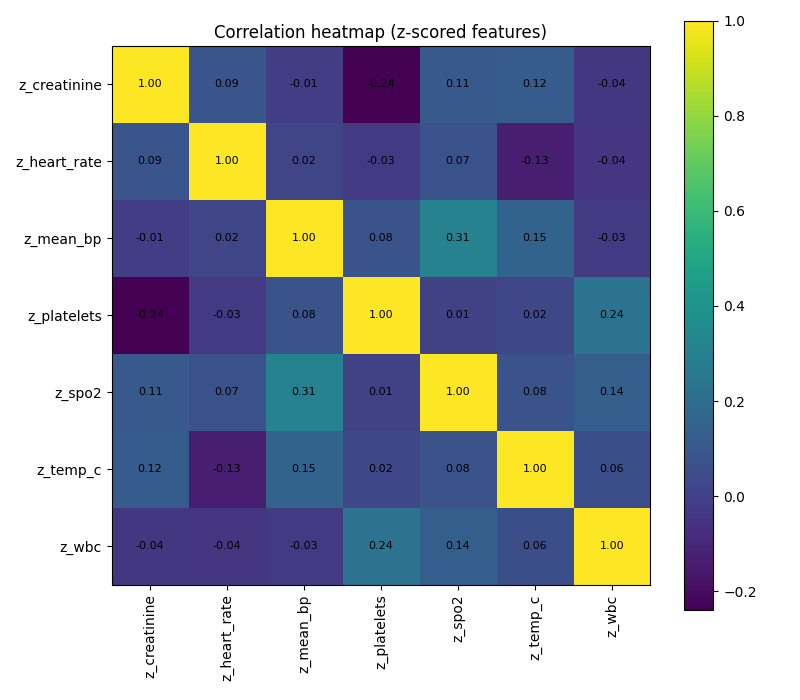 Correlation heatmap (z-scored features)
z_creatinine 1.00 0.09 -0.01 -0.24 0.11 0.12 -0.04
z_heart_rate 0.09 1.00 0.02 -0.03 0.07 -0.13 -0.04
z_mean_bp -0.01 0.02 1.00 0.08 0.31 0.15 -0.03
z_platelets -0.24 -0.03 0.08 1.00 0.01 0.02 0.24
z_spo2 0.11 0.07 0.31 0.01 1.00 0.08 0.14
z_temp_c 0.12 -0.13 0.15 0.02 0.08 1.00 0.06
z_wbc -0.04 -0.04 -0.03 0.24 0.14 0.06 1.00
z_creatinine
z_heart_rate
z_mean_bp
z_platelets
z_spo2
z_temp_c
z_wbc
1.0
0.8
0.6
0.4
0.2
0.0
−0.2